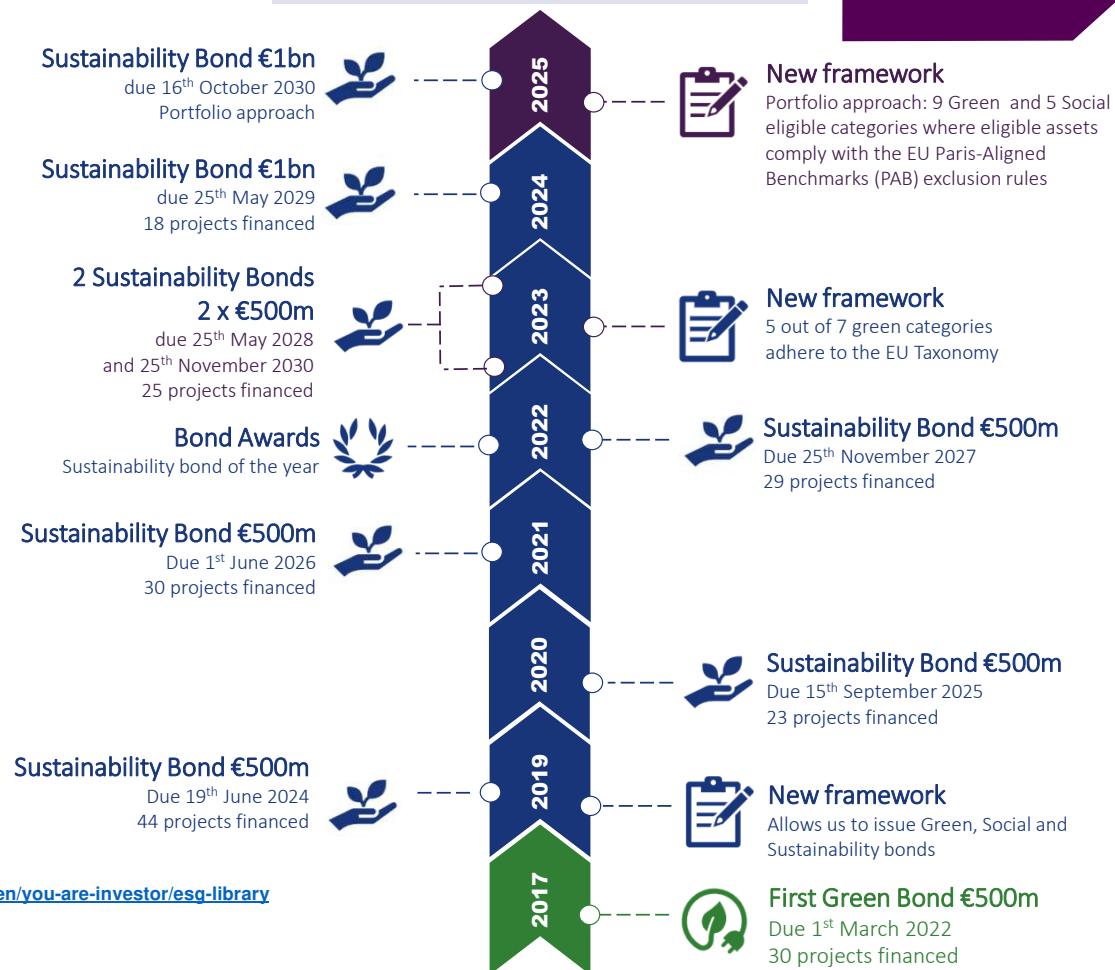 2025
Sustainability Bond €1bn
due 16th October 2030
Portfolio approach
New framework
Portfolio approach: 9 Green and 5 Social
eligible categories where eligible assets
comply with the EU Paris-Aligned
Benchmarks (PAB) exclusion rules
2024
Sustainability Bond €1bn
due 25th May 2029
18 projects financed
2023
2 Sustainability Bonds
2 x €500m
due 25th May 2028
and 25th November 2030
25 projects financed
New framework
5 out of 7 green categories
adhere to the EU Taxonomy
2022
Bond Awards
Sustainability bond of the year
Sustainability Bond €500m
Due 25th November 2027
29 projects financed
2021
Sustainability Bond €500m
Due 1st June 2026
30 projects financed
2020
Sustainability Bond €500m
Due 15th September 2025
23 projects financed
2019
Sustainability Bond €500m
Due 19th June 2024
44 projects financed
New framework
Allows us to issue Green, Social and
Sustainability bonds
en/you-are-investor/esg-library
2017
First Green Bond €500m
Due 1st March 2022
30 projects financed